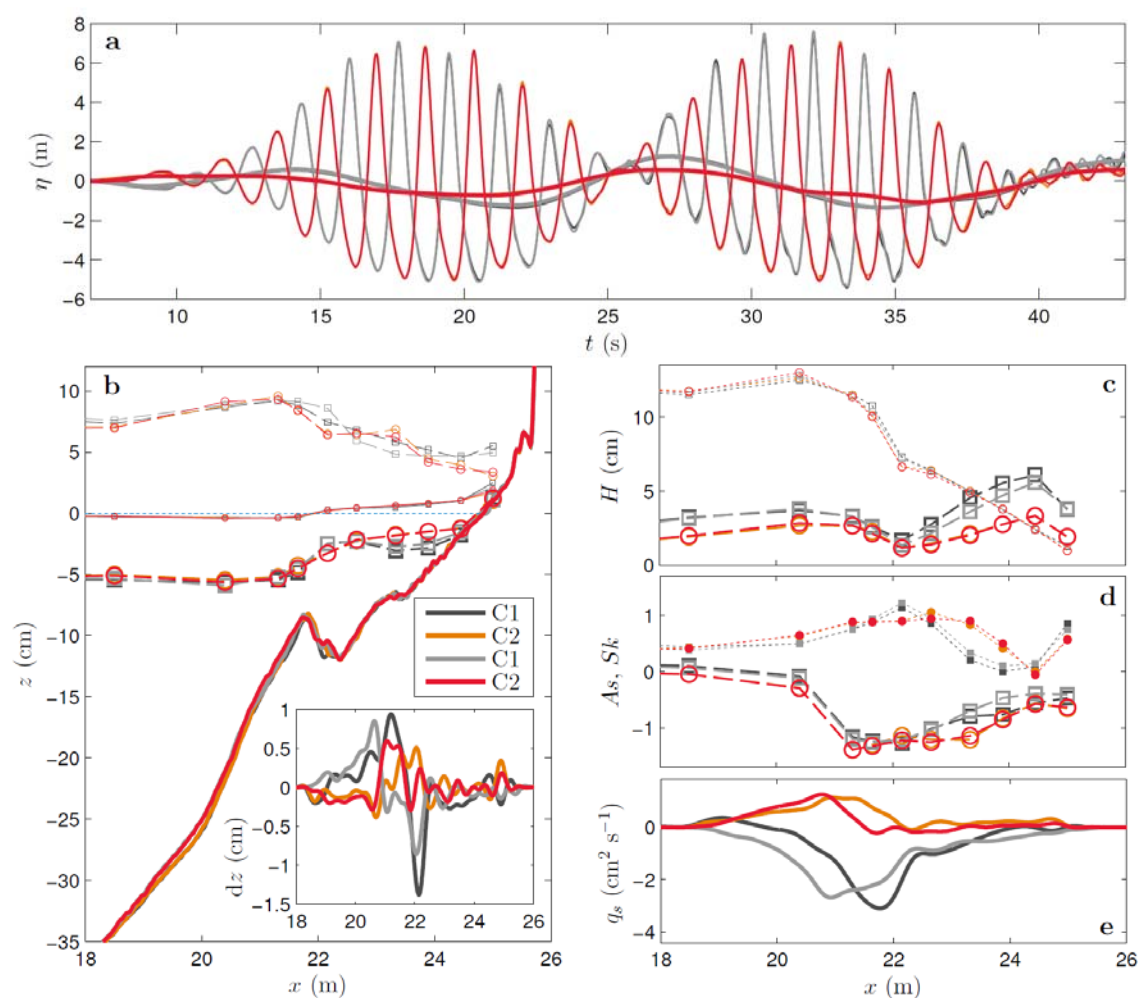 a
8
6
4
2
0
−2
−4
−6
η (m)
10 15 20 25 30 35 40
t (s)
b
10
5
0
−5
−10
−15
−20
−25
−30
−35
z (cm)
C1
C2
C1
C2
1
0.5
0
−0.5
−1
−1.5
dz (cm)
18 20 22 24 26
18 20 22 24 26
x (m)
c
10
5
0
H (cm)
d
1
0
−1
As, Sk
e
0
−2
−4
q_s (cm² s⁻¹)
18 20 22 24 26
x (m)